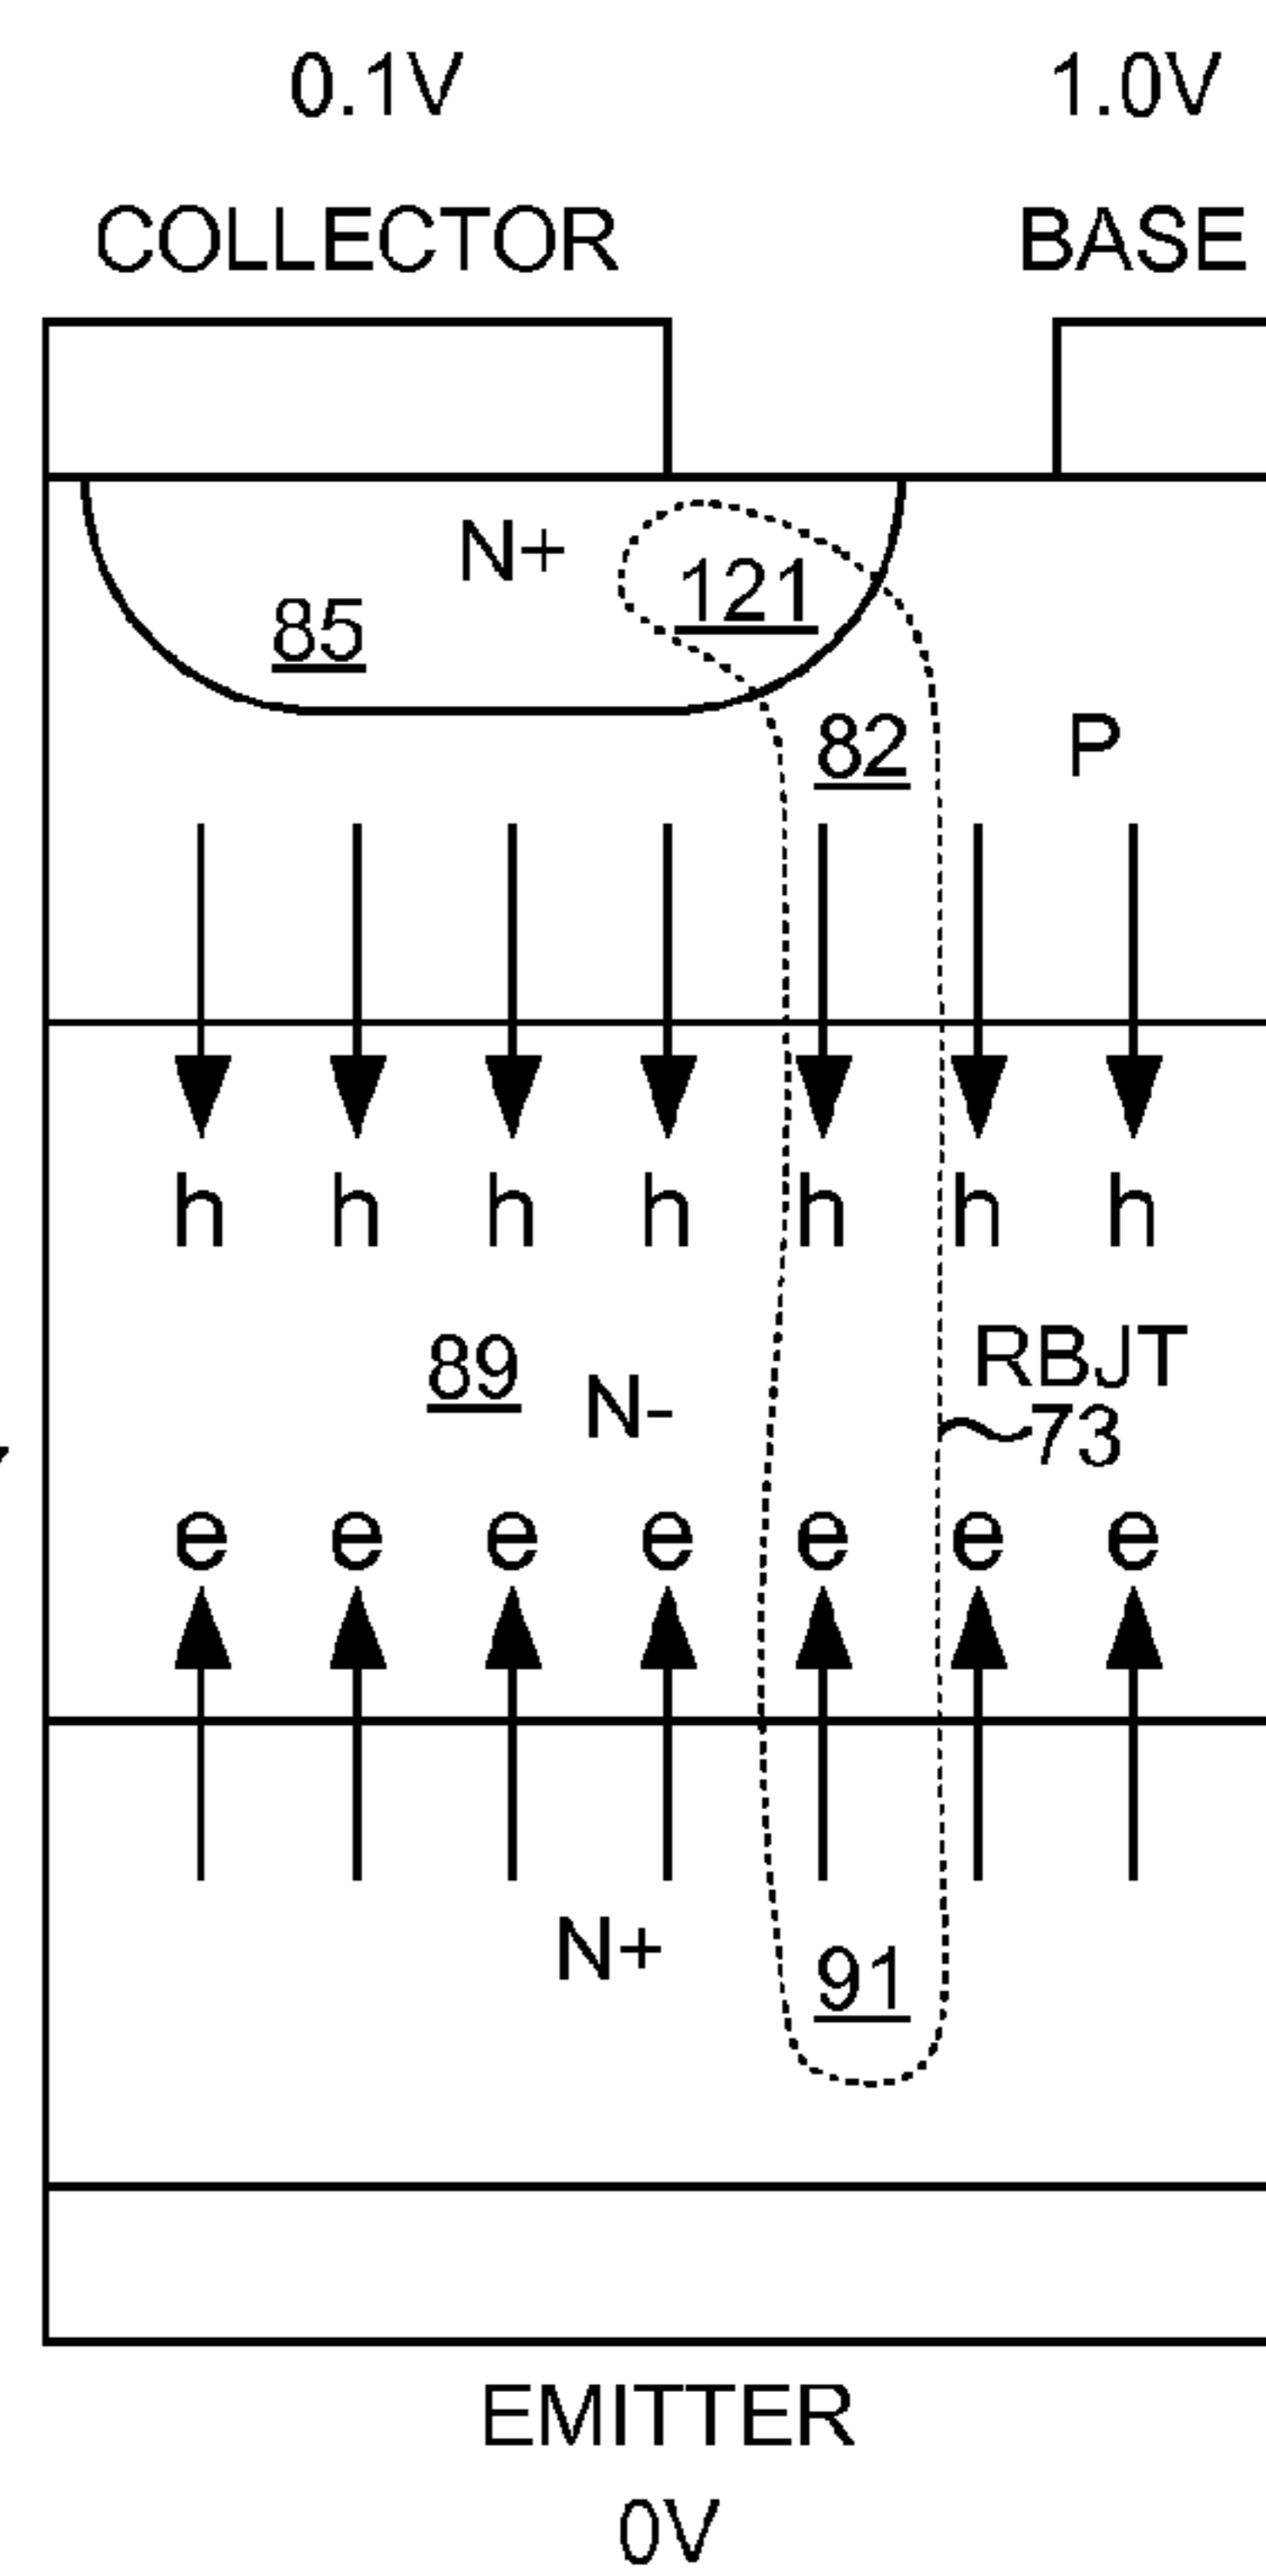 0.1V 1.0V
COLLECTOR BASE
N+ 121
85
82 P
h h h h h h h
RBJT
89 N- 73
e e e e e e e
N+ 91
EMITTER
0V